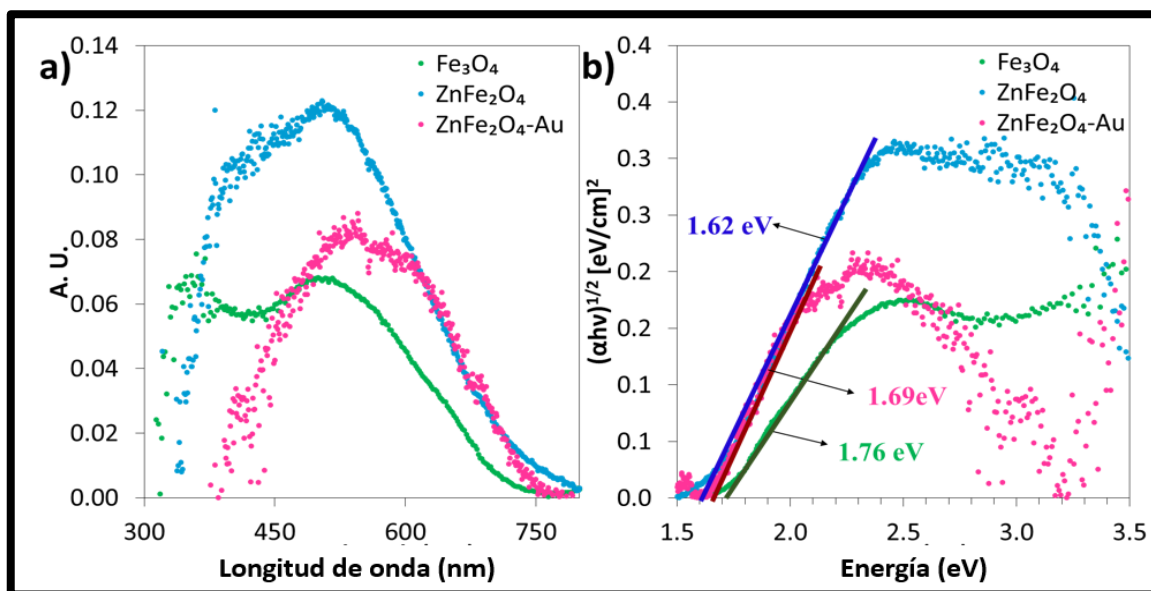 a)
0.14
0.12
0.10
0.08
0.06
0.04
0.02
0.00
A. U.
Fe₃O₄
ZnFe₂O₄
ZnFe₂O₄-Au
300
450
600
750
Longitud de onda (nm)
b)
0.4
0.4
0.3
0.3
0.2
0.2
0.1
0.1
0.0
(αhν)¹/² [eV/cm]²
Fe₃O₄
ZnFe₂O₄
ZnFe₂O₄-Au
1.62 eV
1.69eV
1.76 eV
1.5
2.0
2.5
3.0
3.5
Energía (eV)